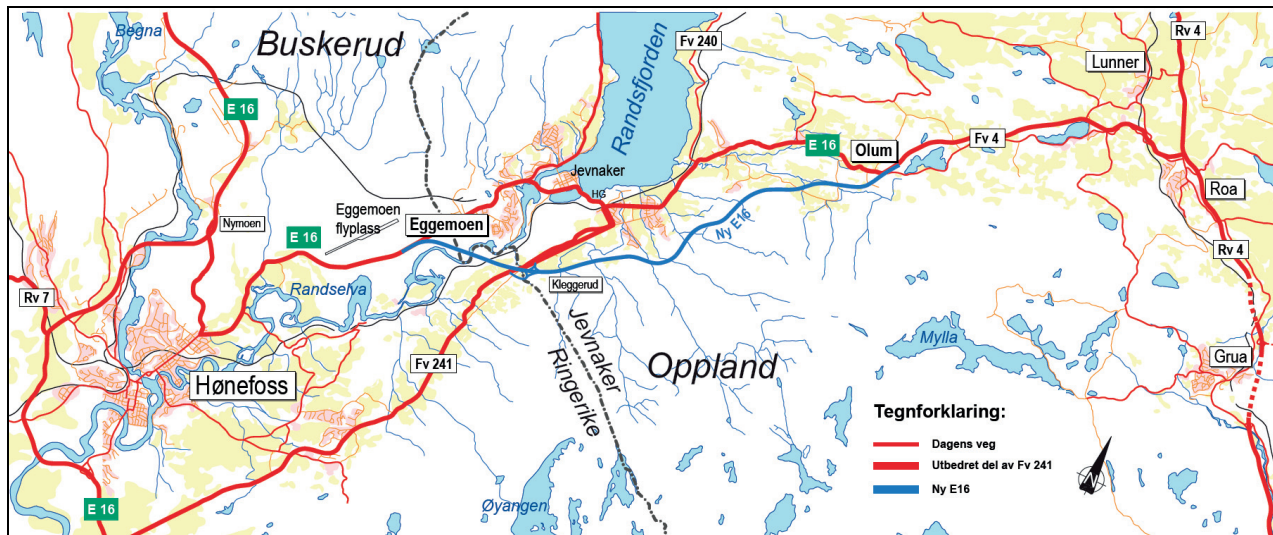 Begna
Buskerud
E 16
Randsfjorden
Fv 240
Rv 4
Lunner
E 16
Olum
Fv 4
Jevnaker
HG
Roa
Nymoen
Eggemoen
flyplass
Eggemoen
E 16
Ny E16
Rv 4
Randselva
Kleggerud
Rv 7
Jevnaker
Ringerike
Mylla
Fv 241
Oppland
Grua
Hønefoss
Tegnforklaring:
Dagens veg
Utbedret del av Fv 241
Ny E16
Øyangen
E 16